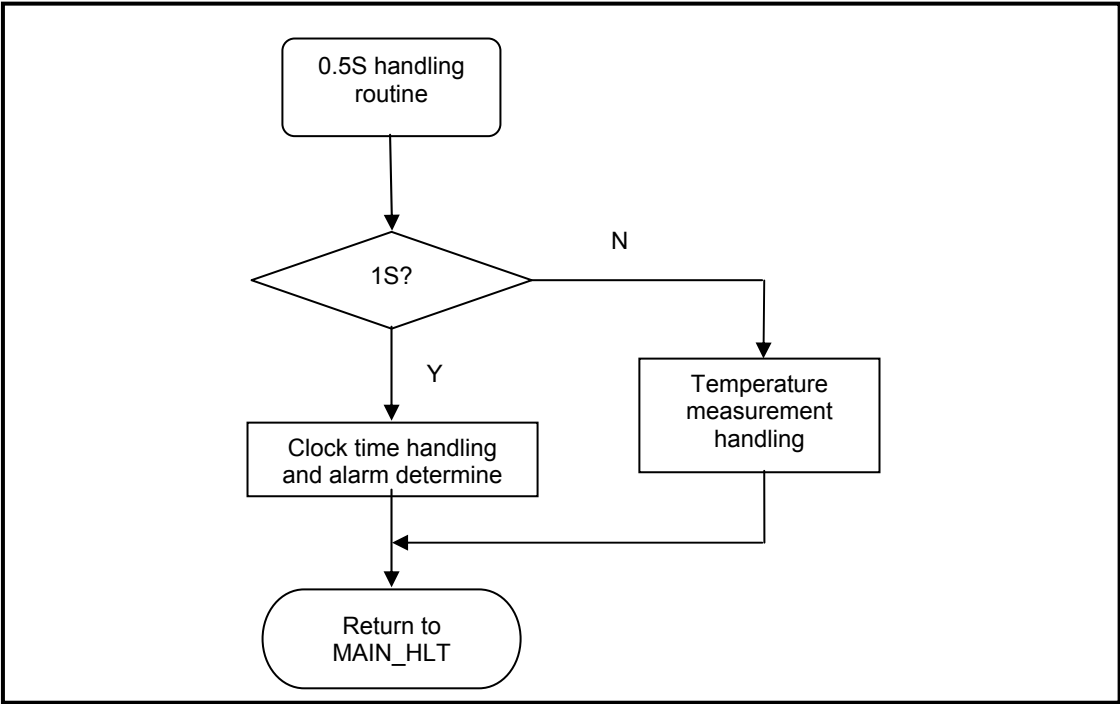 0.5S handling
routine
1S?
N
Y
Temperature
measurement
handling
Clock time handling
and alarm determine
Return to
MAIN_HLT